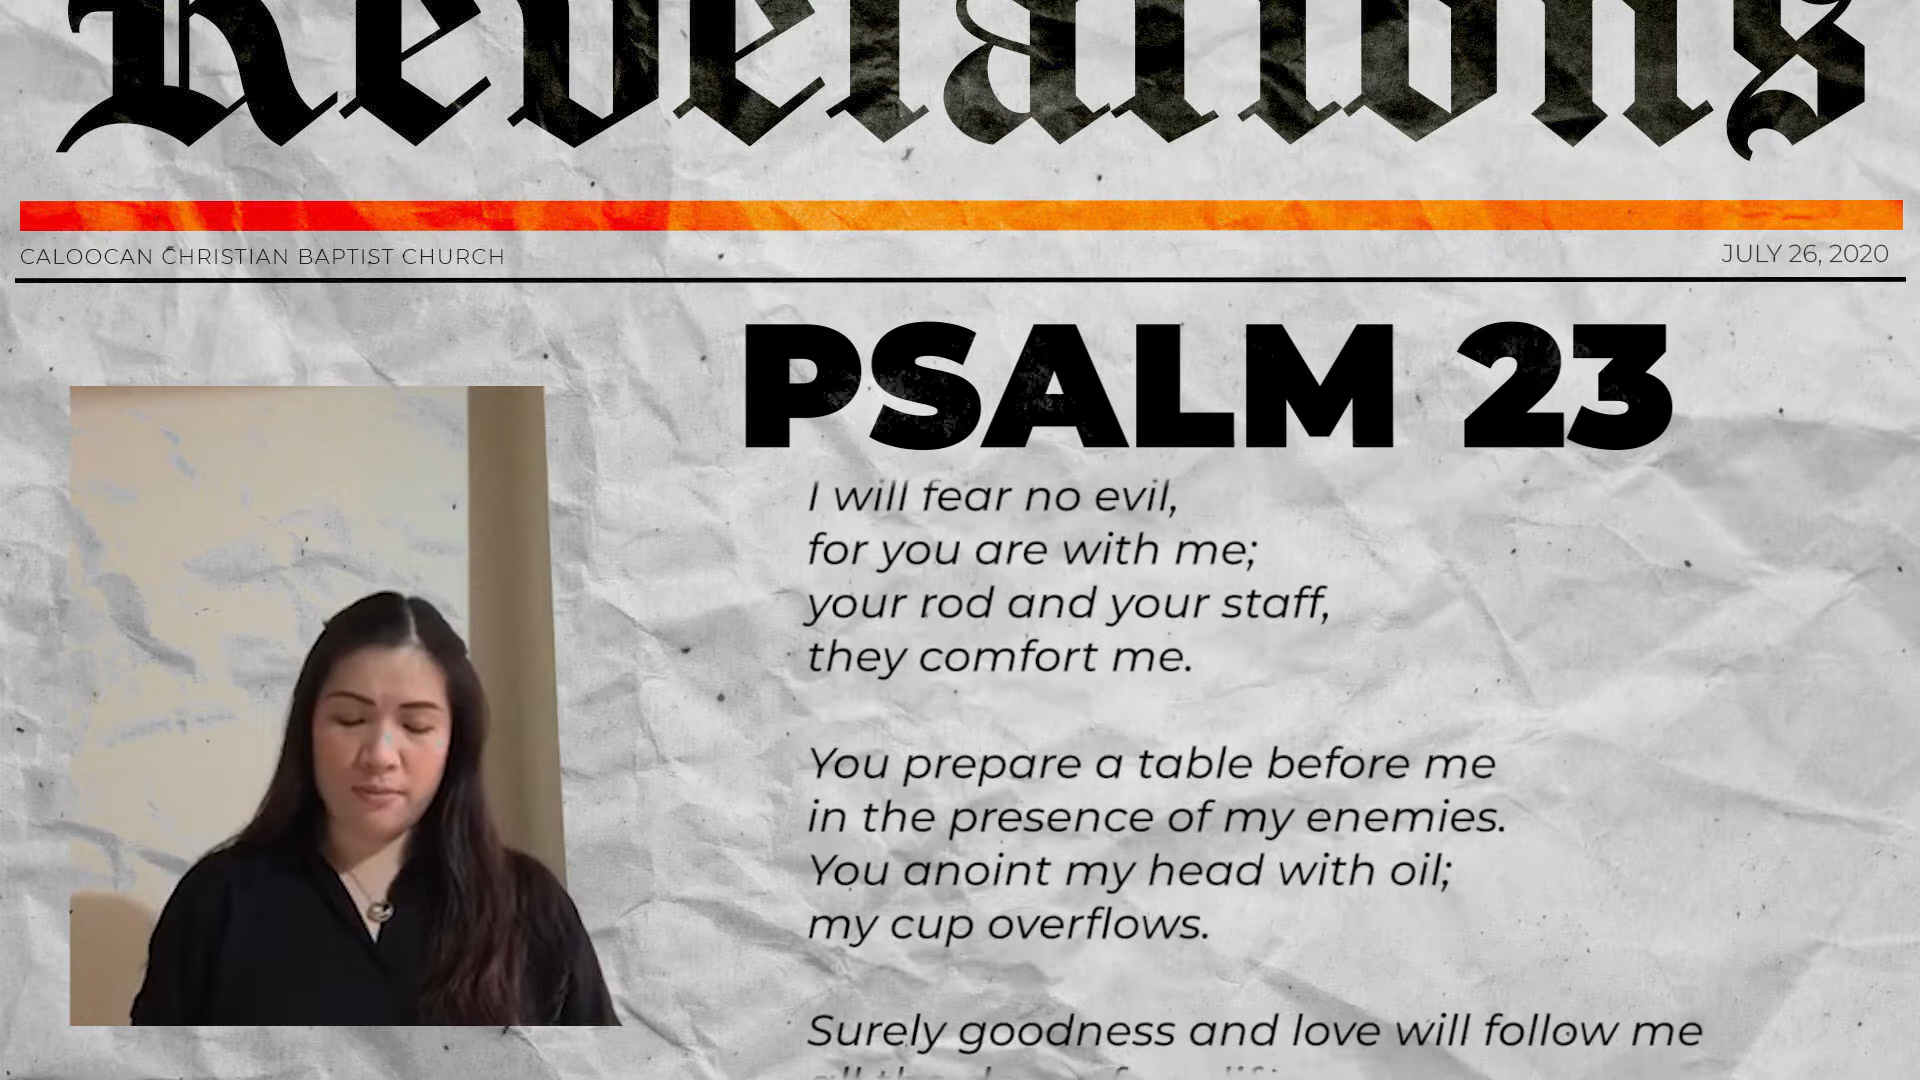 Revelations
CALOOCAN CHRISTIAN BAPTIST CHURCH
JULY 26, 2020
PSALM 23
I will fear no evil,
for you are with me;
your rod and your staff,
they comfort me.
You prepare a table before me
in the presence of my enemies.
You anoint my head with oil;
my cup overflows.
Surely goodness and love will follow me